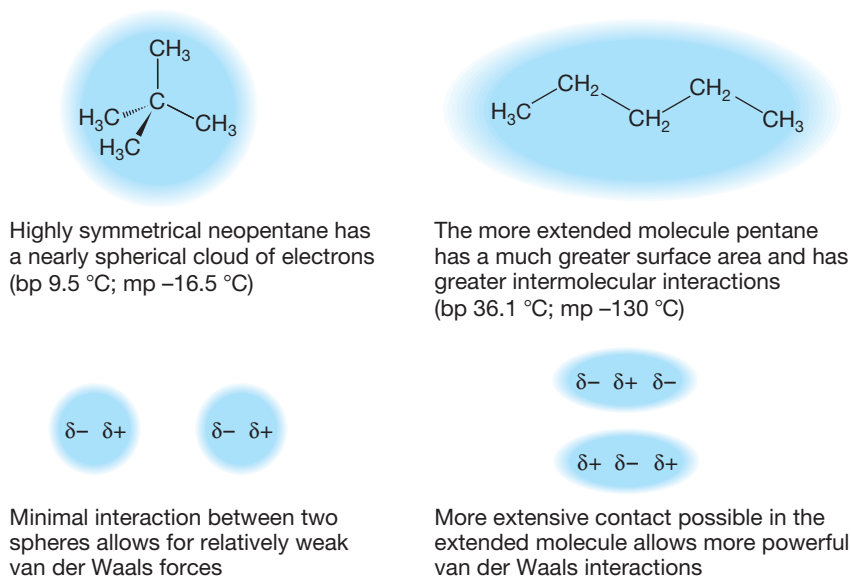 CH₃
C
H₃C
CH₃
H₃C
CH₂
CH₂
H₃C
CH₂
CH₃
Highly symmetrical neopentane has
a nearly spherical cloud of electrons
(bp 9.5 °C; mp –16.5 °C)
The more extended molecule pentane
has a much greater surface area and has
greater intermolecular interactions
(bp 36.1 °C; mp –130 °C)
δ– δ+
δ– δ+
δ– δ+ δ–
δ+ δ– δ+
Minimal interaction between two
spheres allows for relatively weak
van der Waals forces
More extensive contact possible in the
extended molecule allows more powerful
van der Waals interactions